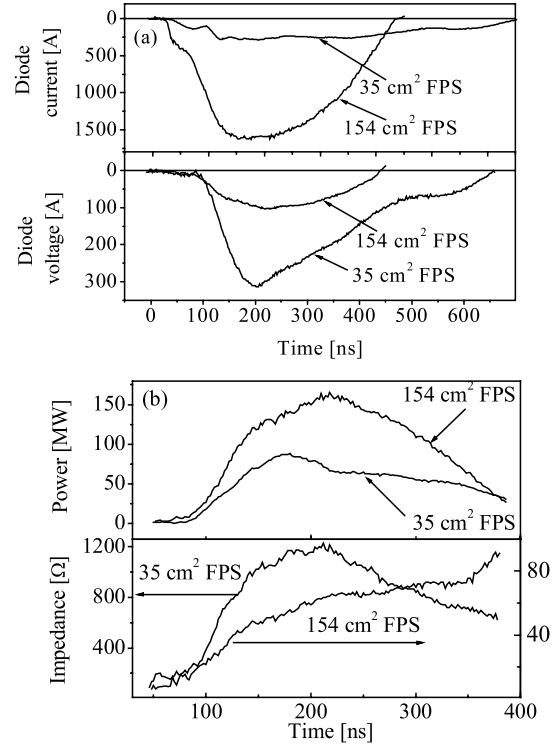 (a)
Diode
current [A]
0
500
1000
1500
35 cm² FPS
154 cm² FPS
Diode
voltage [A]
0
100
200
300
154 cm² FPS
35 cm² FPS
0 100 200 300 400 500 600
Time [ns]
(b)
Power [MW]
150
100
50
0
154 cm² FPS
35 cm² FPS
Impedance [Ω]
1200
800
400
35 cm² FPS
154 cm² FPS
80
40
0
100 200 300 400
Time [ns]